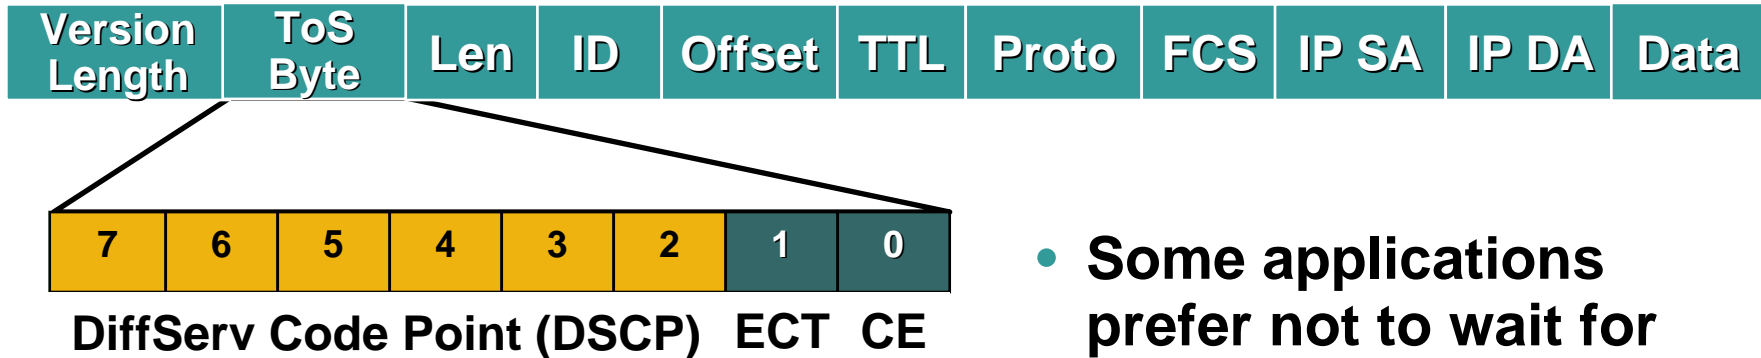 Version Length ToS Byte Len ID Offset TTL Proto FCS IP SA IP DA Data
7 6 5 4 3 2 1 0
DiffServ Code Point (DSCP) ECT CE
• Some applications
prefer not to wait for